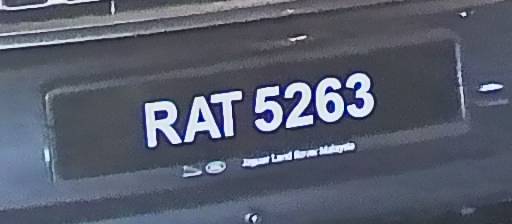 RAT 5263
Jaguar Land Rover Malaysia